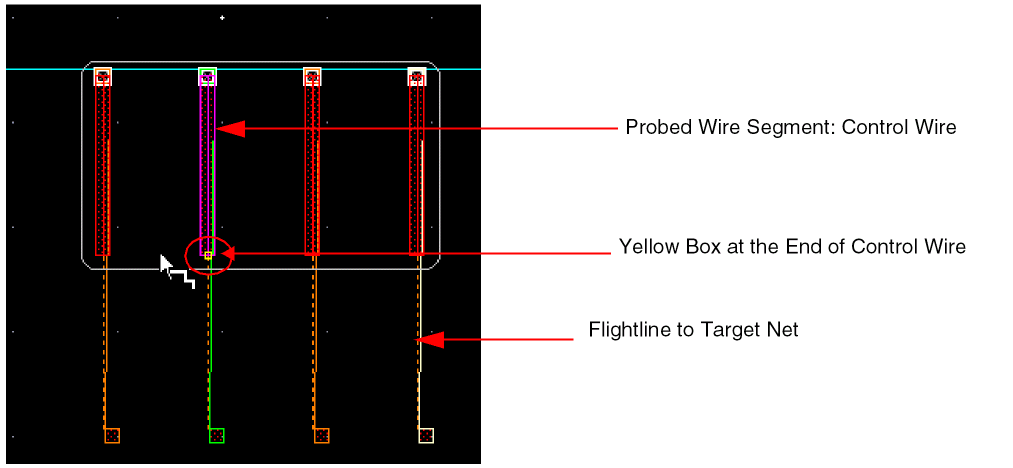 Probed Wire Segment: Control Wire
Yellow Box at the End of Control Wire
Flightline to Target Net